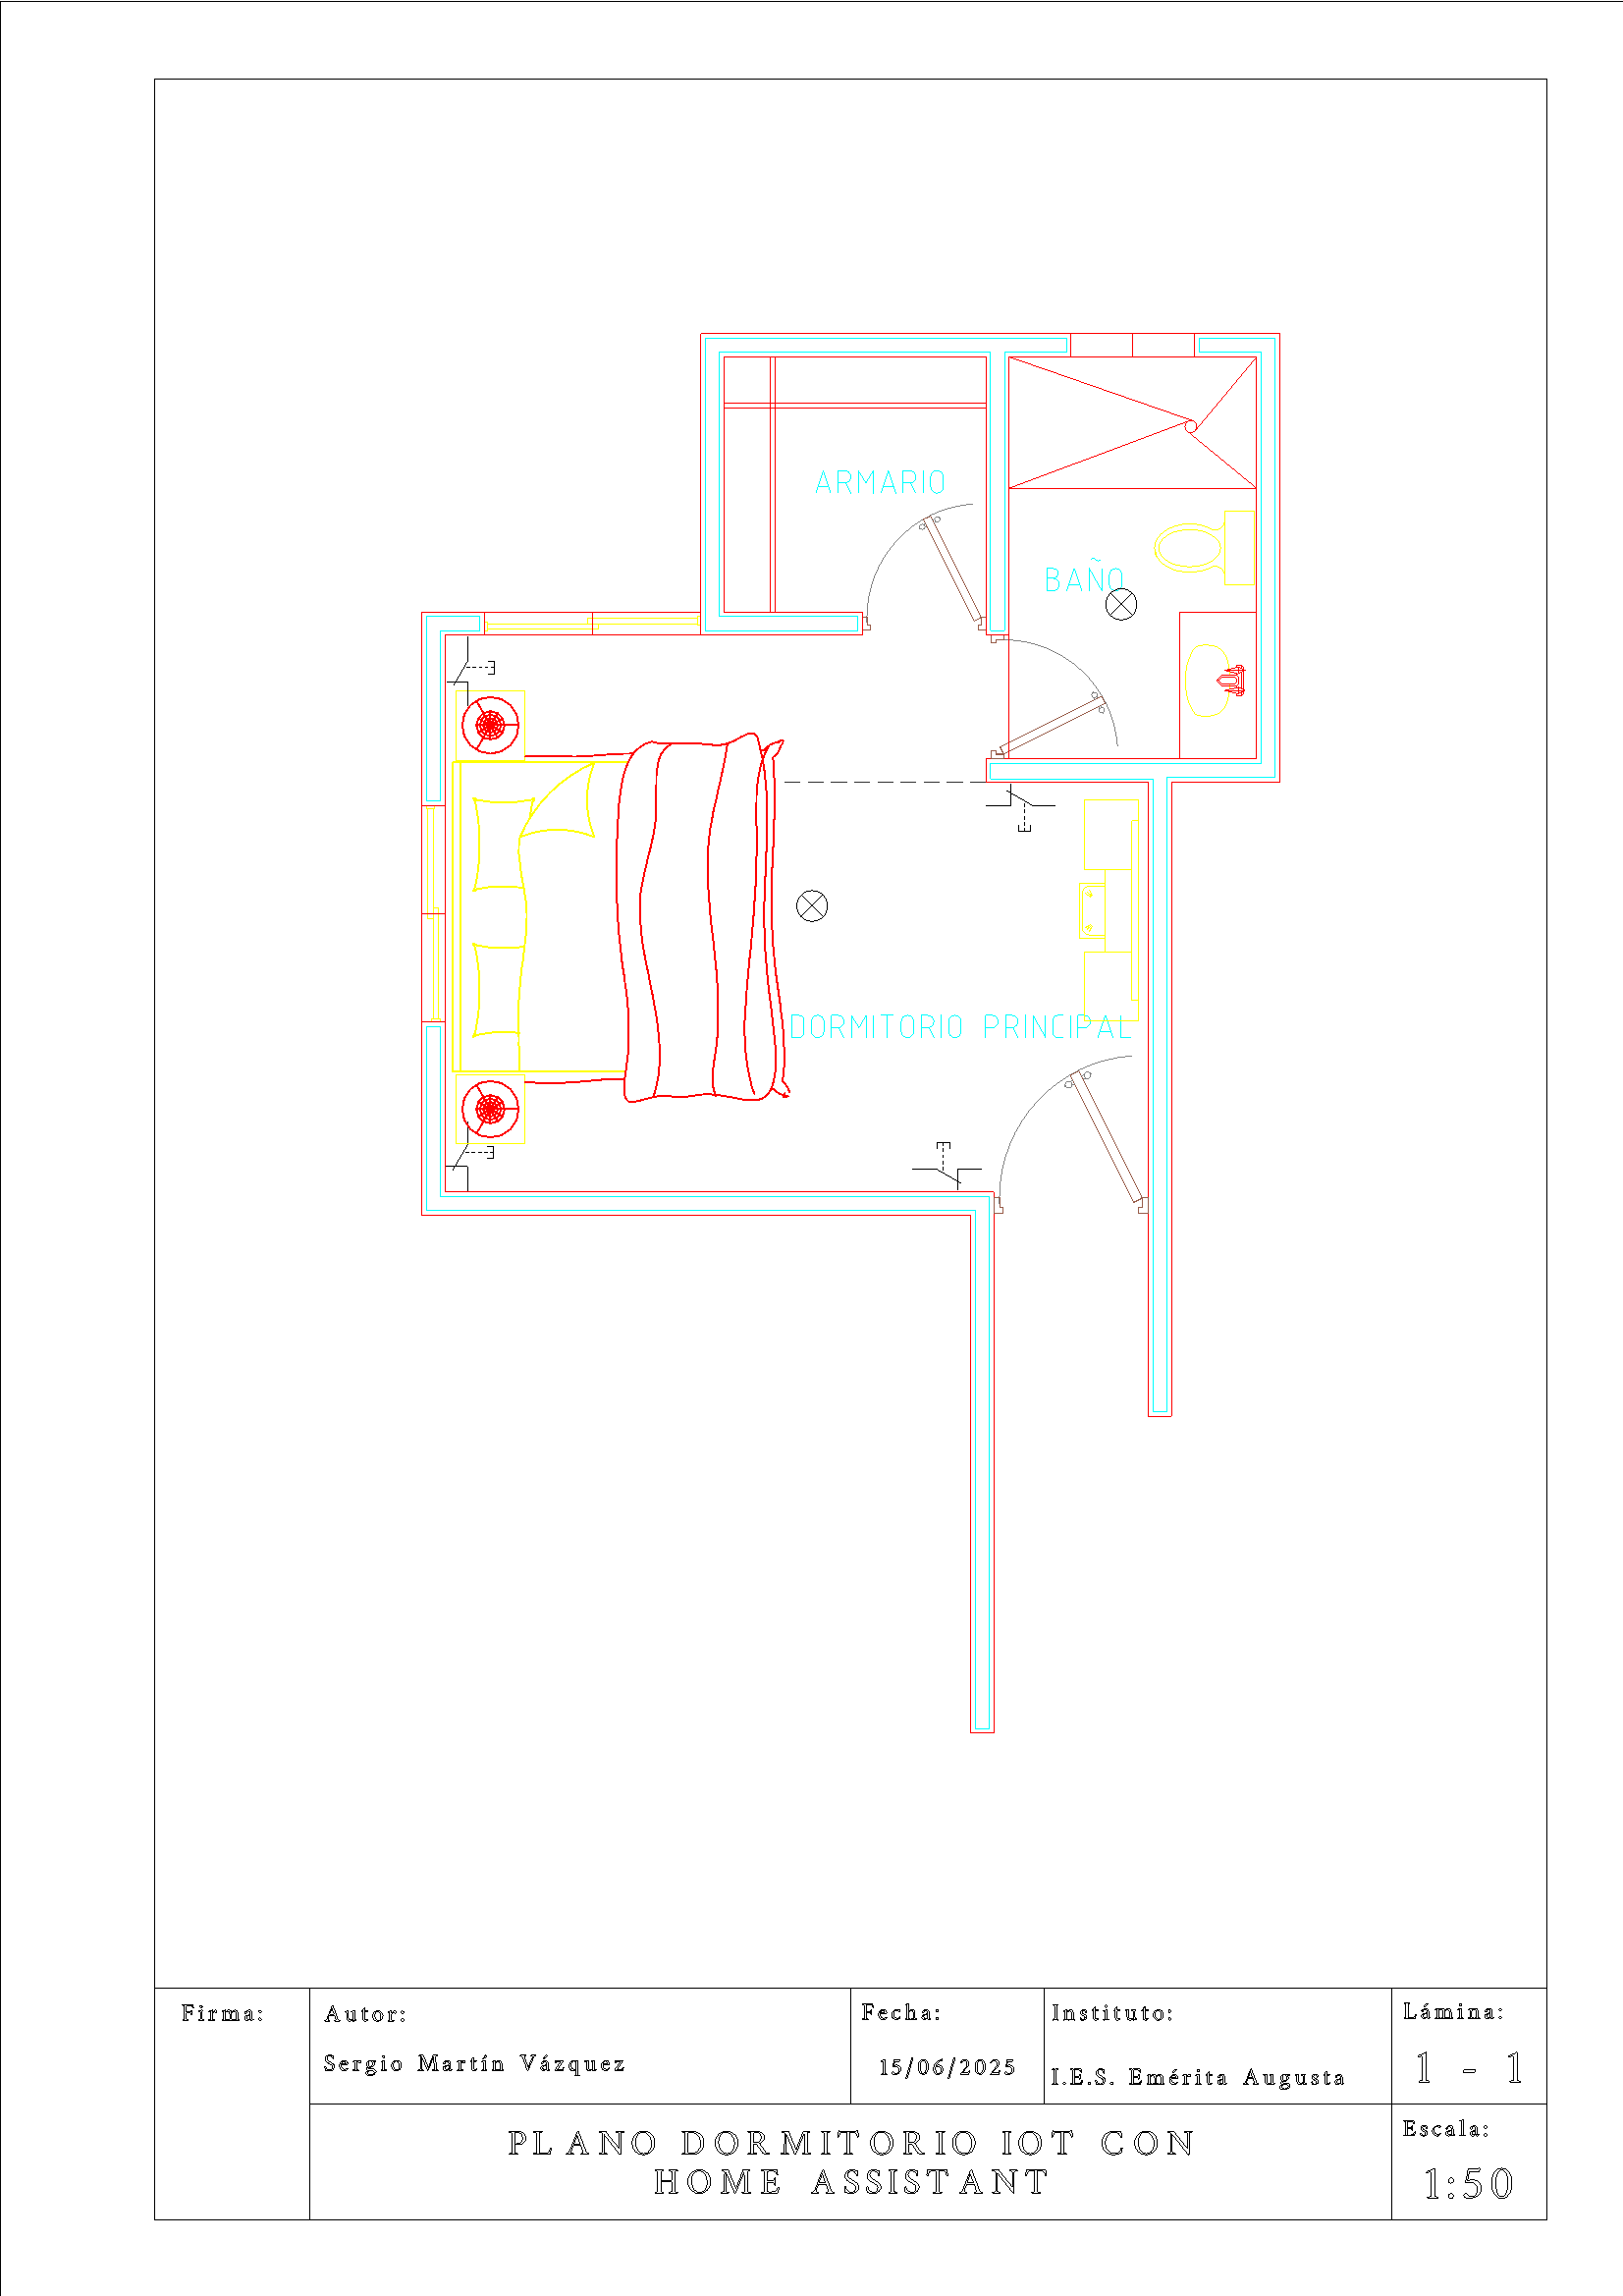 ARMARIO
BAÑO
DORMITORIO PRINCIPAL
Firma:
Autor:
Fecha:
Instituto:
Lámina:
Sergio Martín Vázquez
15/06/2025
I.E.S. Emérita Augusta
1 - 1
PLANO DORMITORIO IOT CON
HOME ASSISTANT
Escala:
1:50